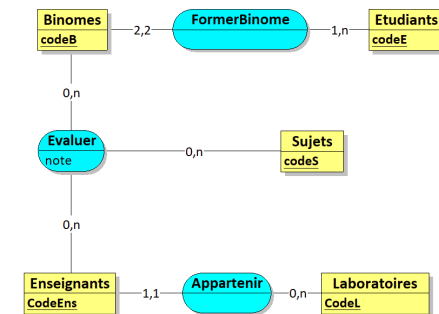 Binomes
codeB
2,2
FormerBinome
1,n
Etudiants
codeE
0,n
Evaluer
note
0,n
Sujets
codeS
0,n
Enseignants
CodeEns
1,1
Appartenir
0,n
Laboratoires
CodeL